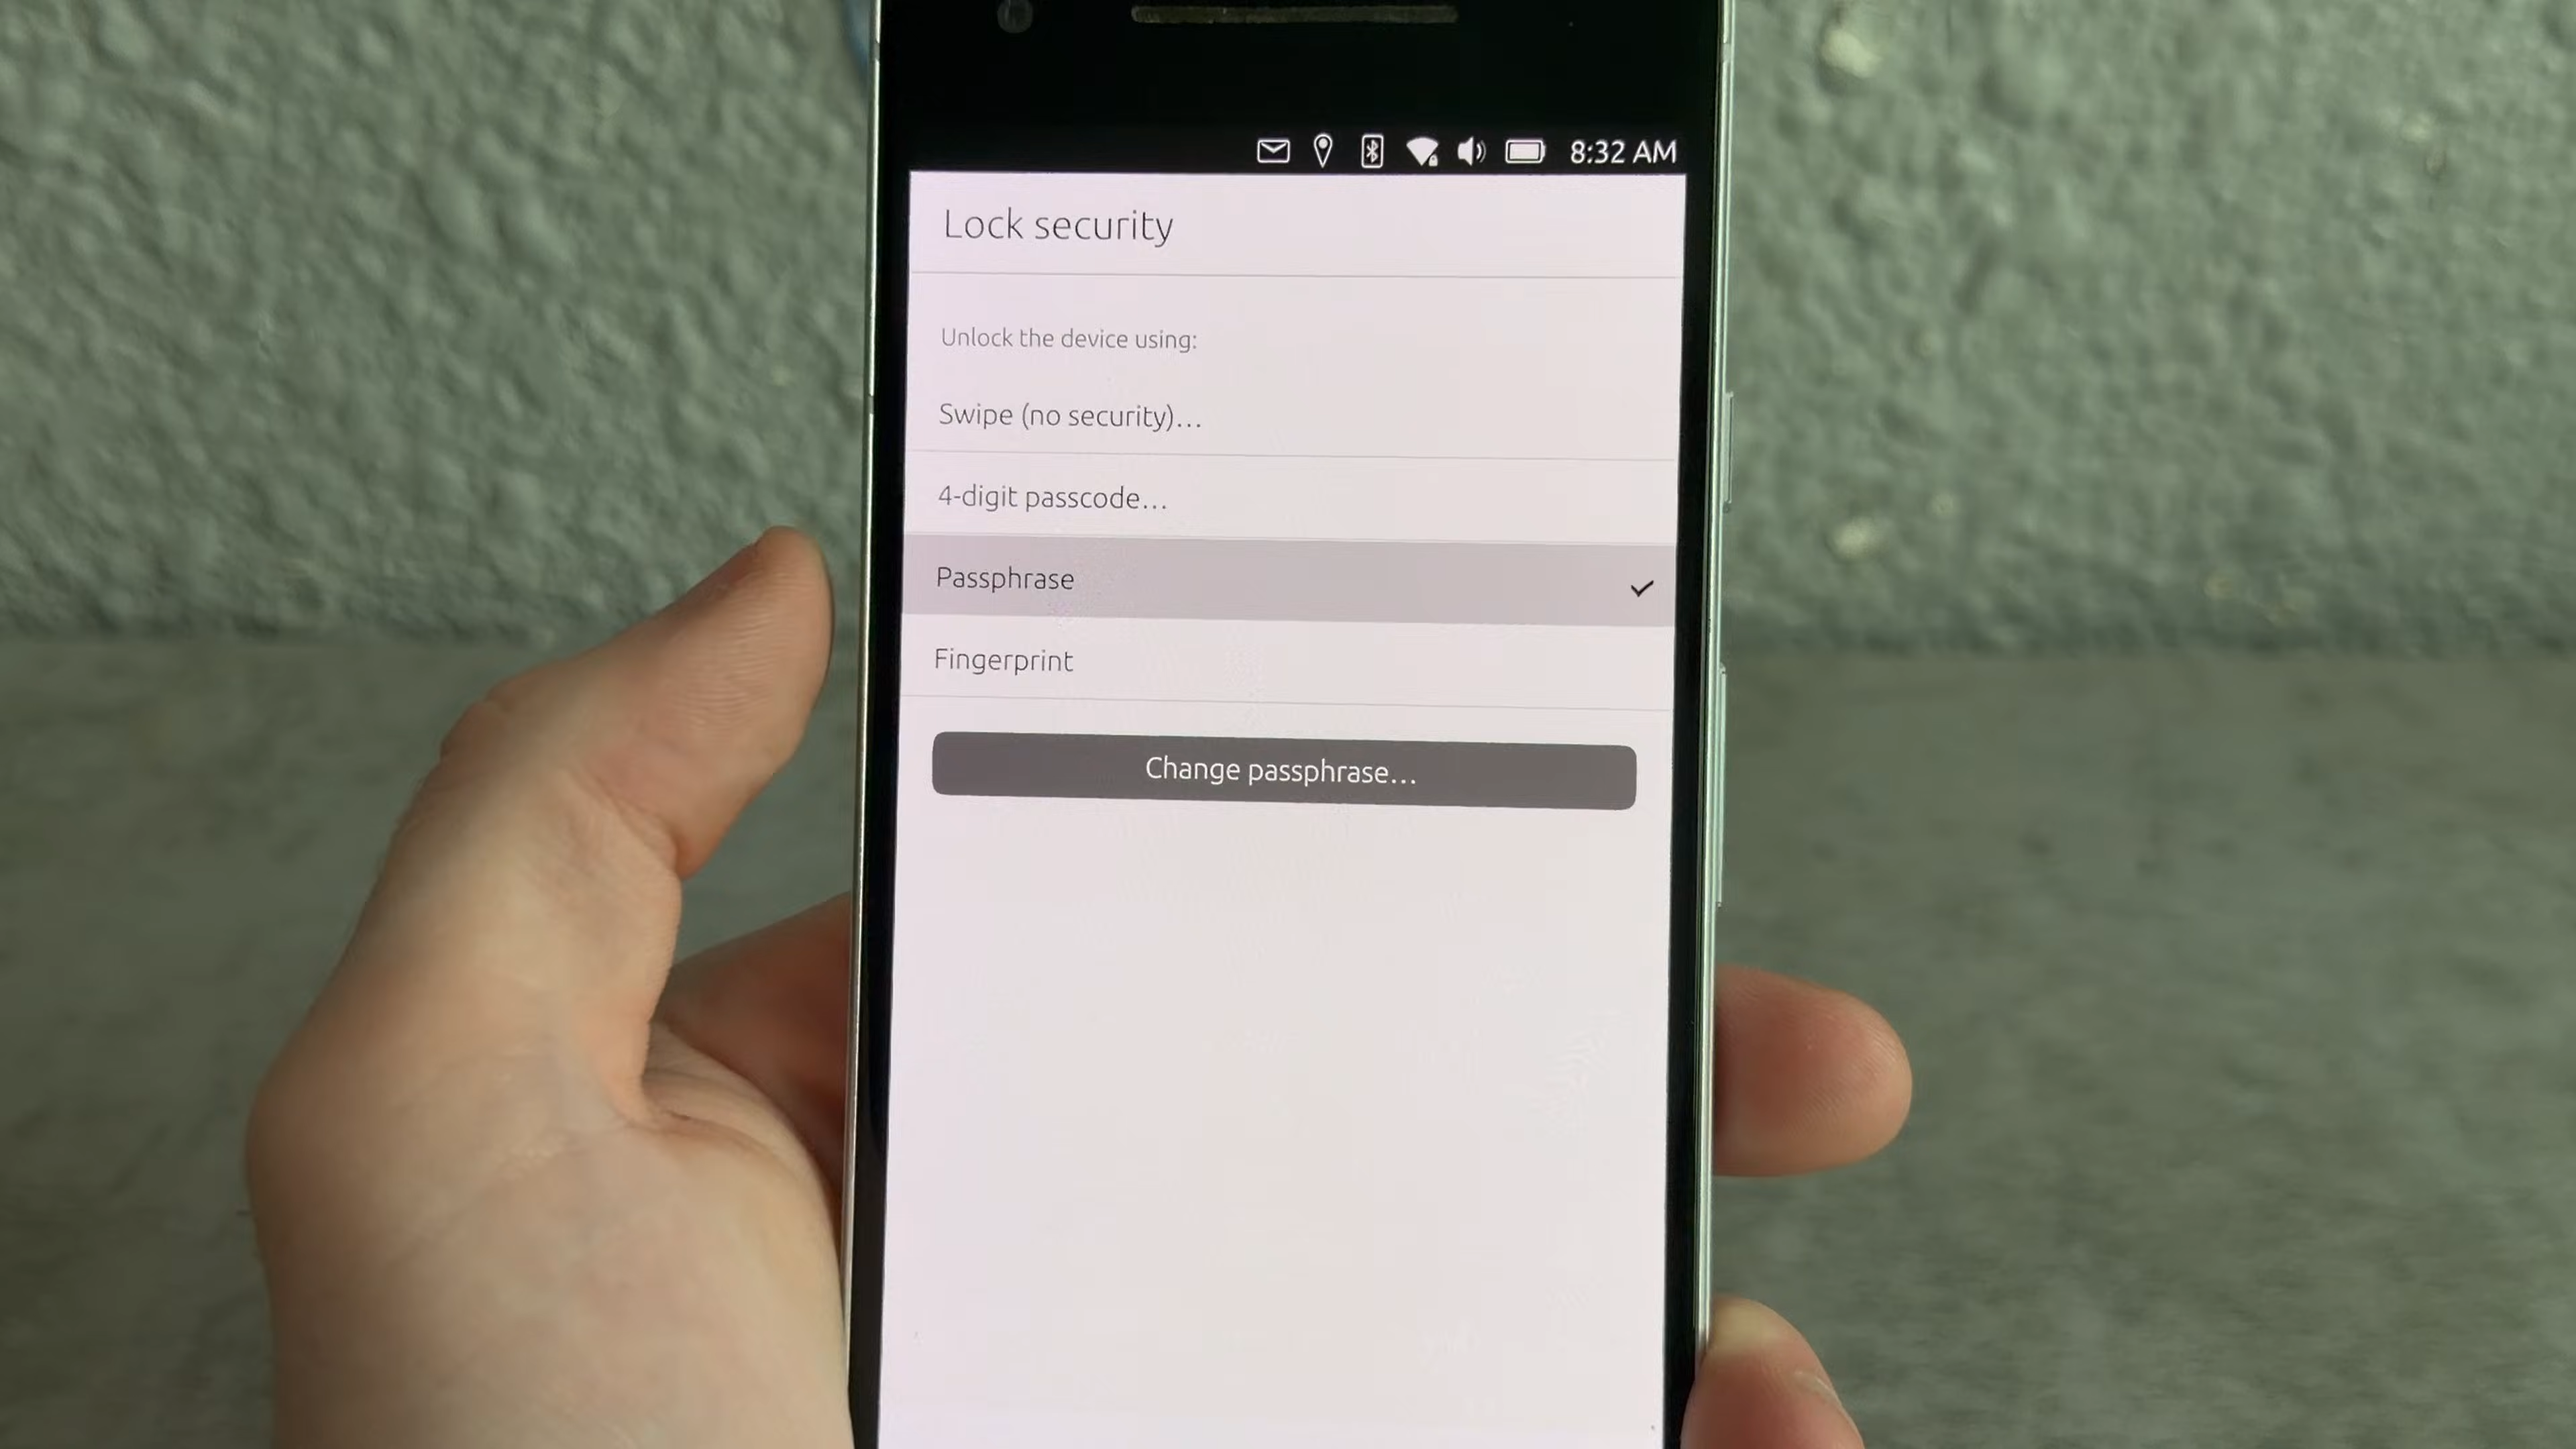 8:32 AM
Lock security
Unlock the device using:
Swipe (no security)...
4-digit passcode...
Passphrase
Fingerprint
Change passphrase...